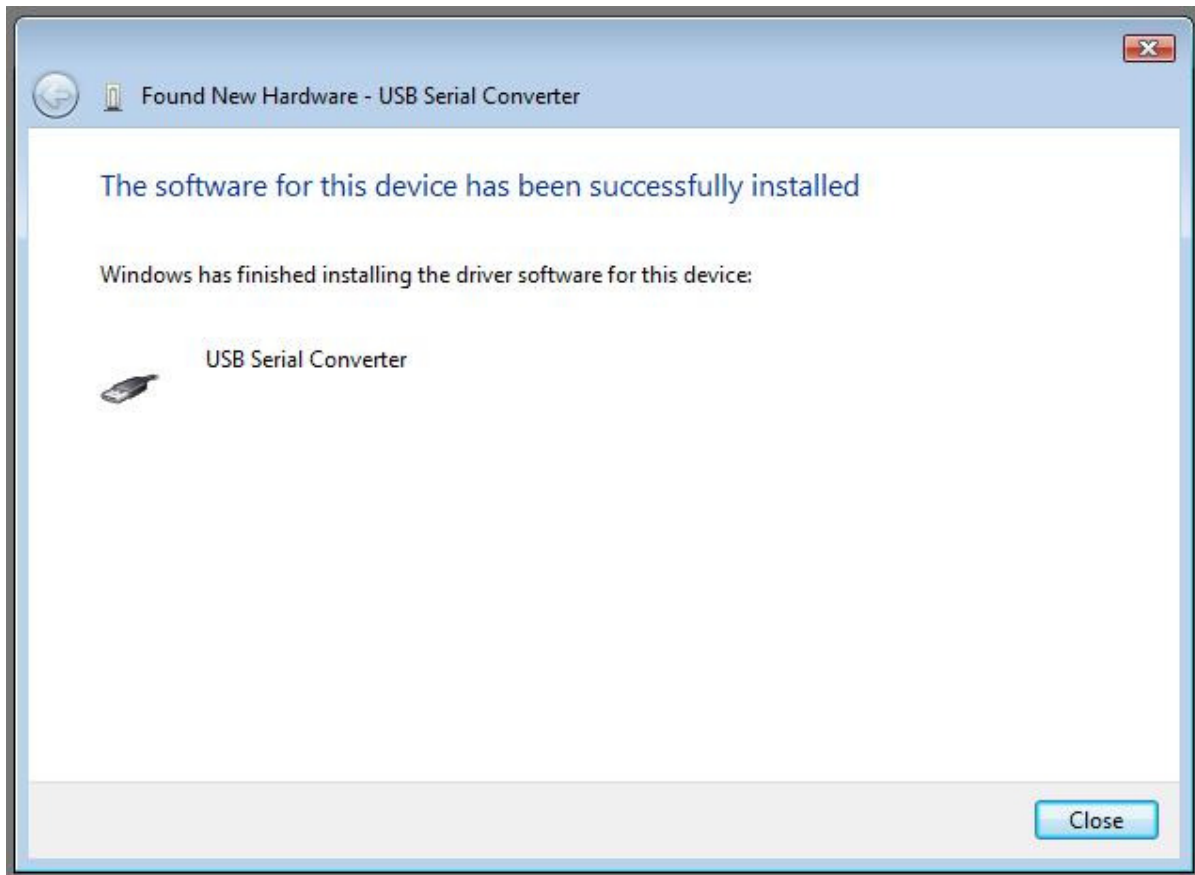 Found New Hardware - USB Serial Converter
The software for this device has been successfully installed
Windows has finished installing the driver software for this device:
USB Serial Converter
Close